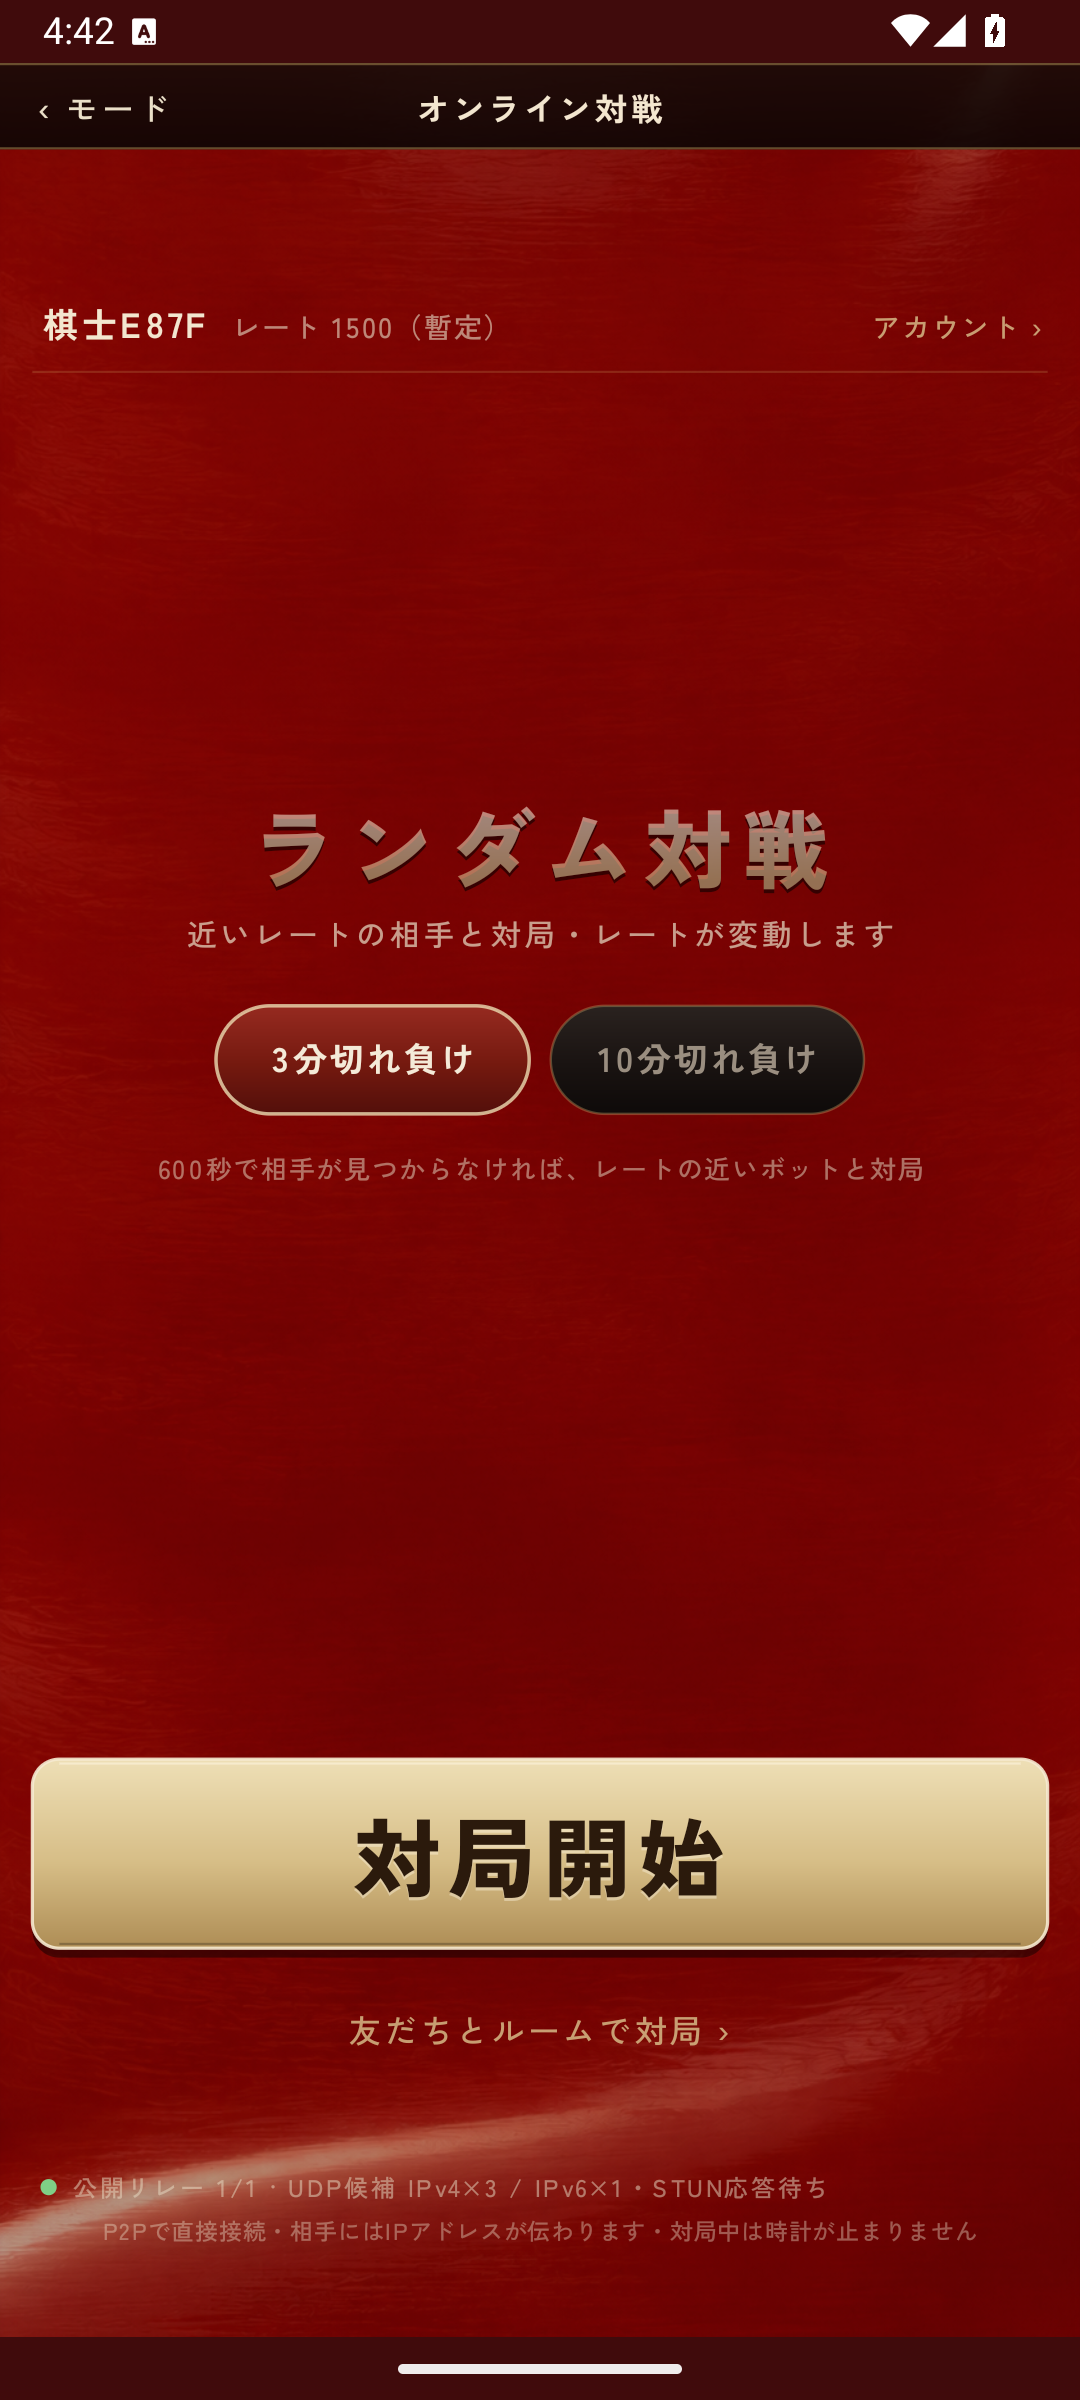 4:42
‹ モード
オンライン対戦
棋士E87F レート 1500（暫定）
アカウント ›
ランダム対戦
近いレートの相手と対局・レートが変動します
3分切れ負け
10分切れ負け
600秒で相手が見つからなければ、レートの近いボットと対局
対局開始
友だちとルームで対局 ›
公開リレー 1/1 · UDP候補 IPv4×3 / IPv6×1・STUN応答待ち
P2Pで直接接続・相手にはIPアドレスが伝わります・対局中は時計が止まりません